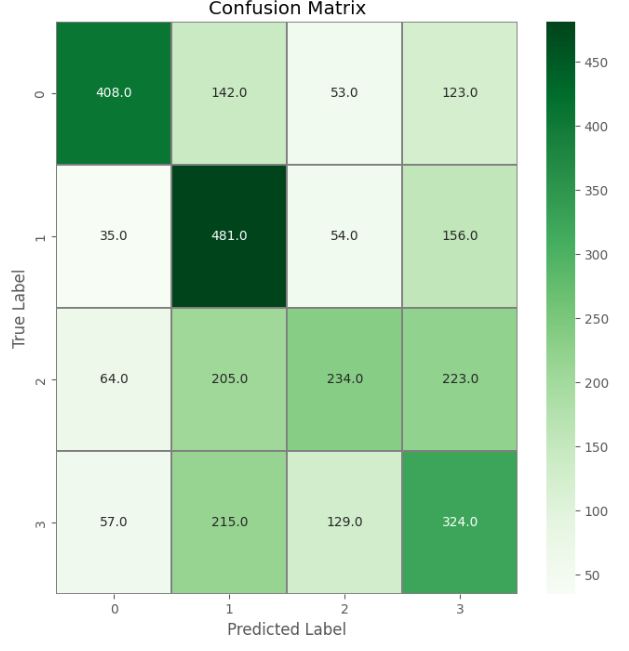 Confusion Matrix
0 408.0 142.0 53.0 123.0
1 35.0 481.0 54.0 156.0
2 64.0 205.0 234.0 223.0
3 57.0 215.0 129.0 324.0
0 1 2 3
True Label
Predicted Label
450
400
350
300
250
200
150
100
50